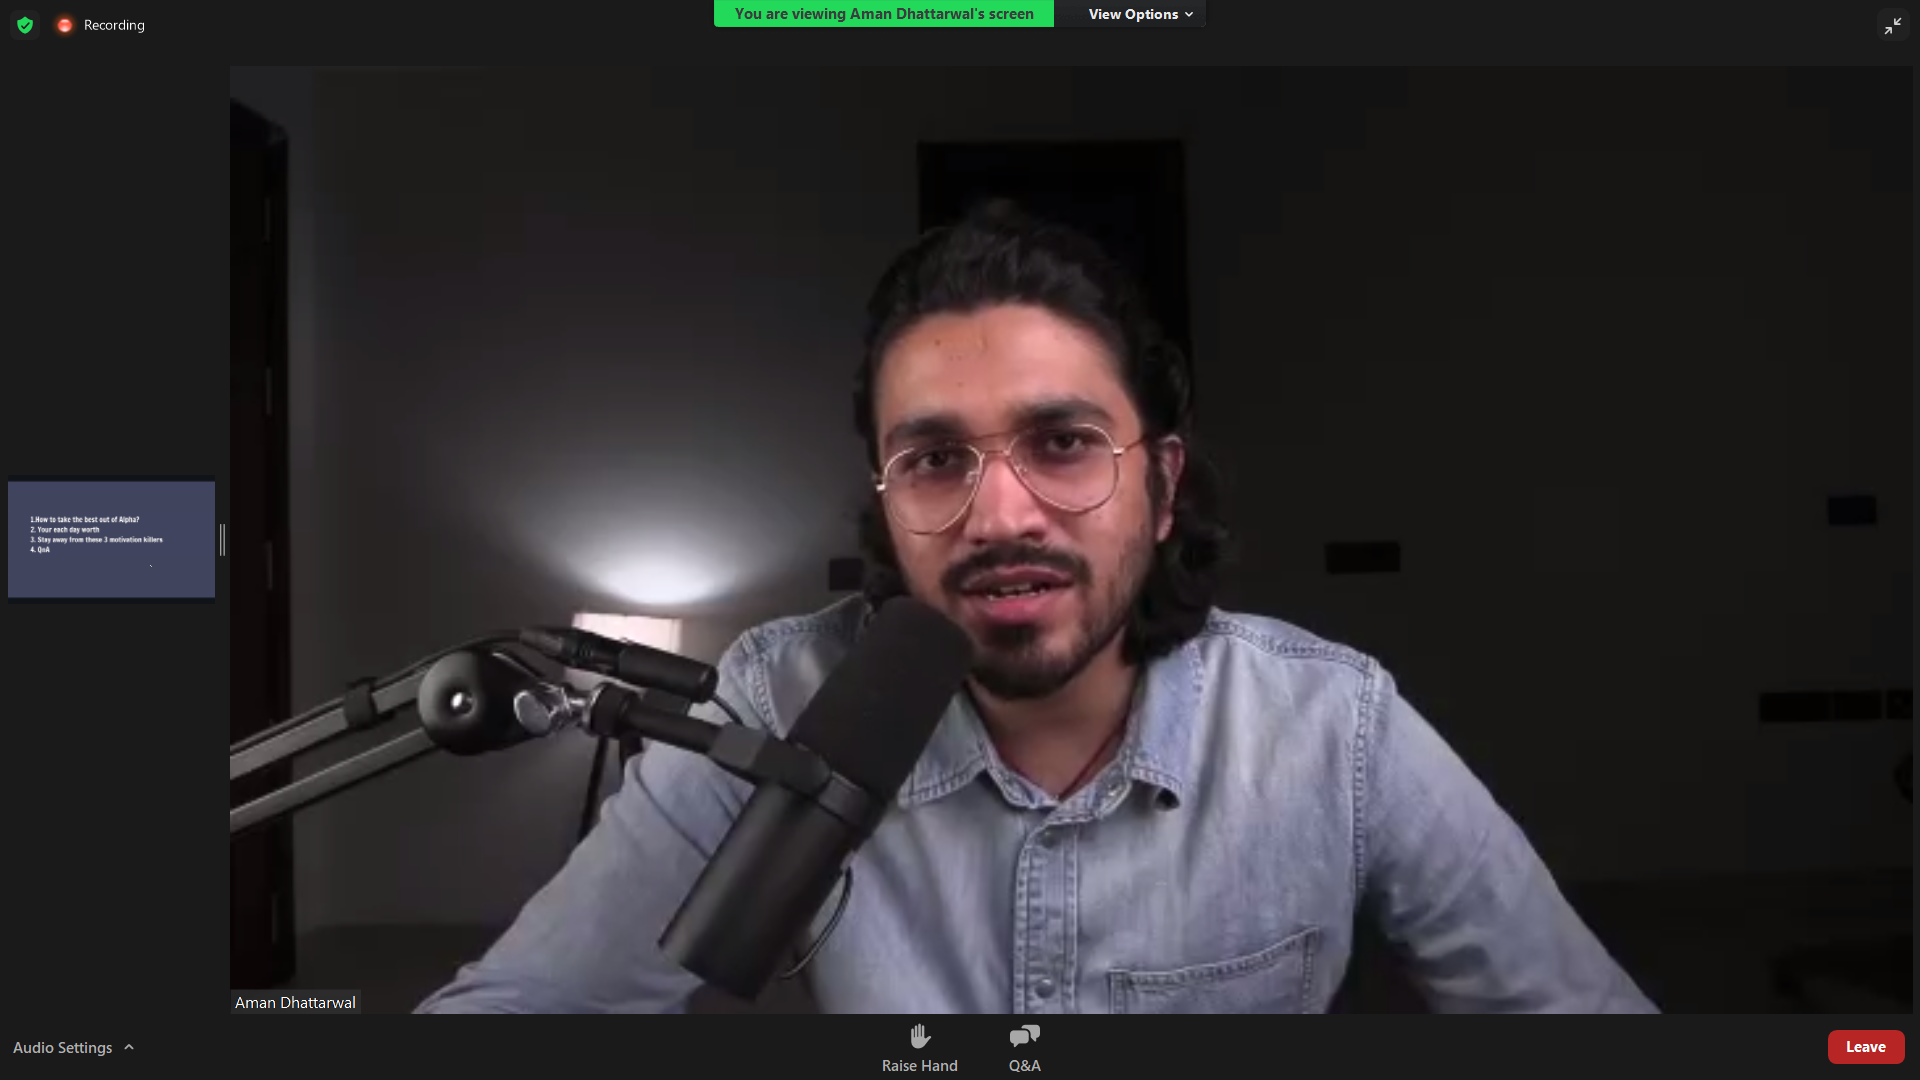 Recording
You are viewing Aman Dhattarwal's screen
View Options
1.How to take the best out of Alpha?
2. Your each day worth
3. Stay away from these 3 motivation killers
4. QnA
Aman Dhattarwal
Audio Settings
Raise Hand
Q&A
Leave